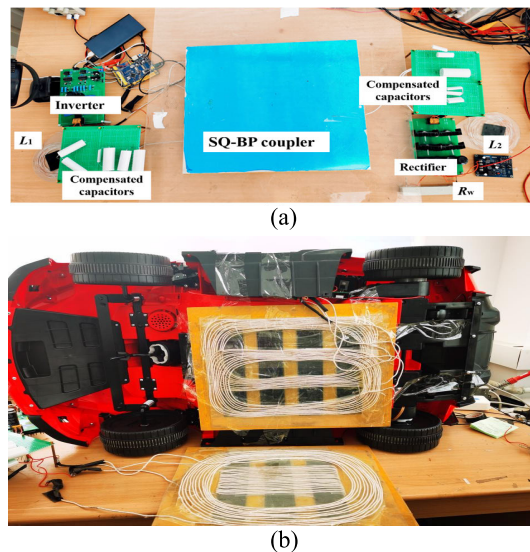 Inverter
L1
Compensated
capacitors
SQ-BP coupler
Compensated
capacitors
Rectifier
L2
Rw
(a)
(b)